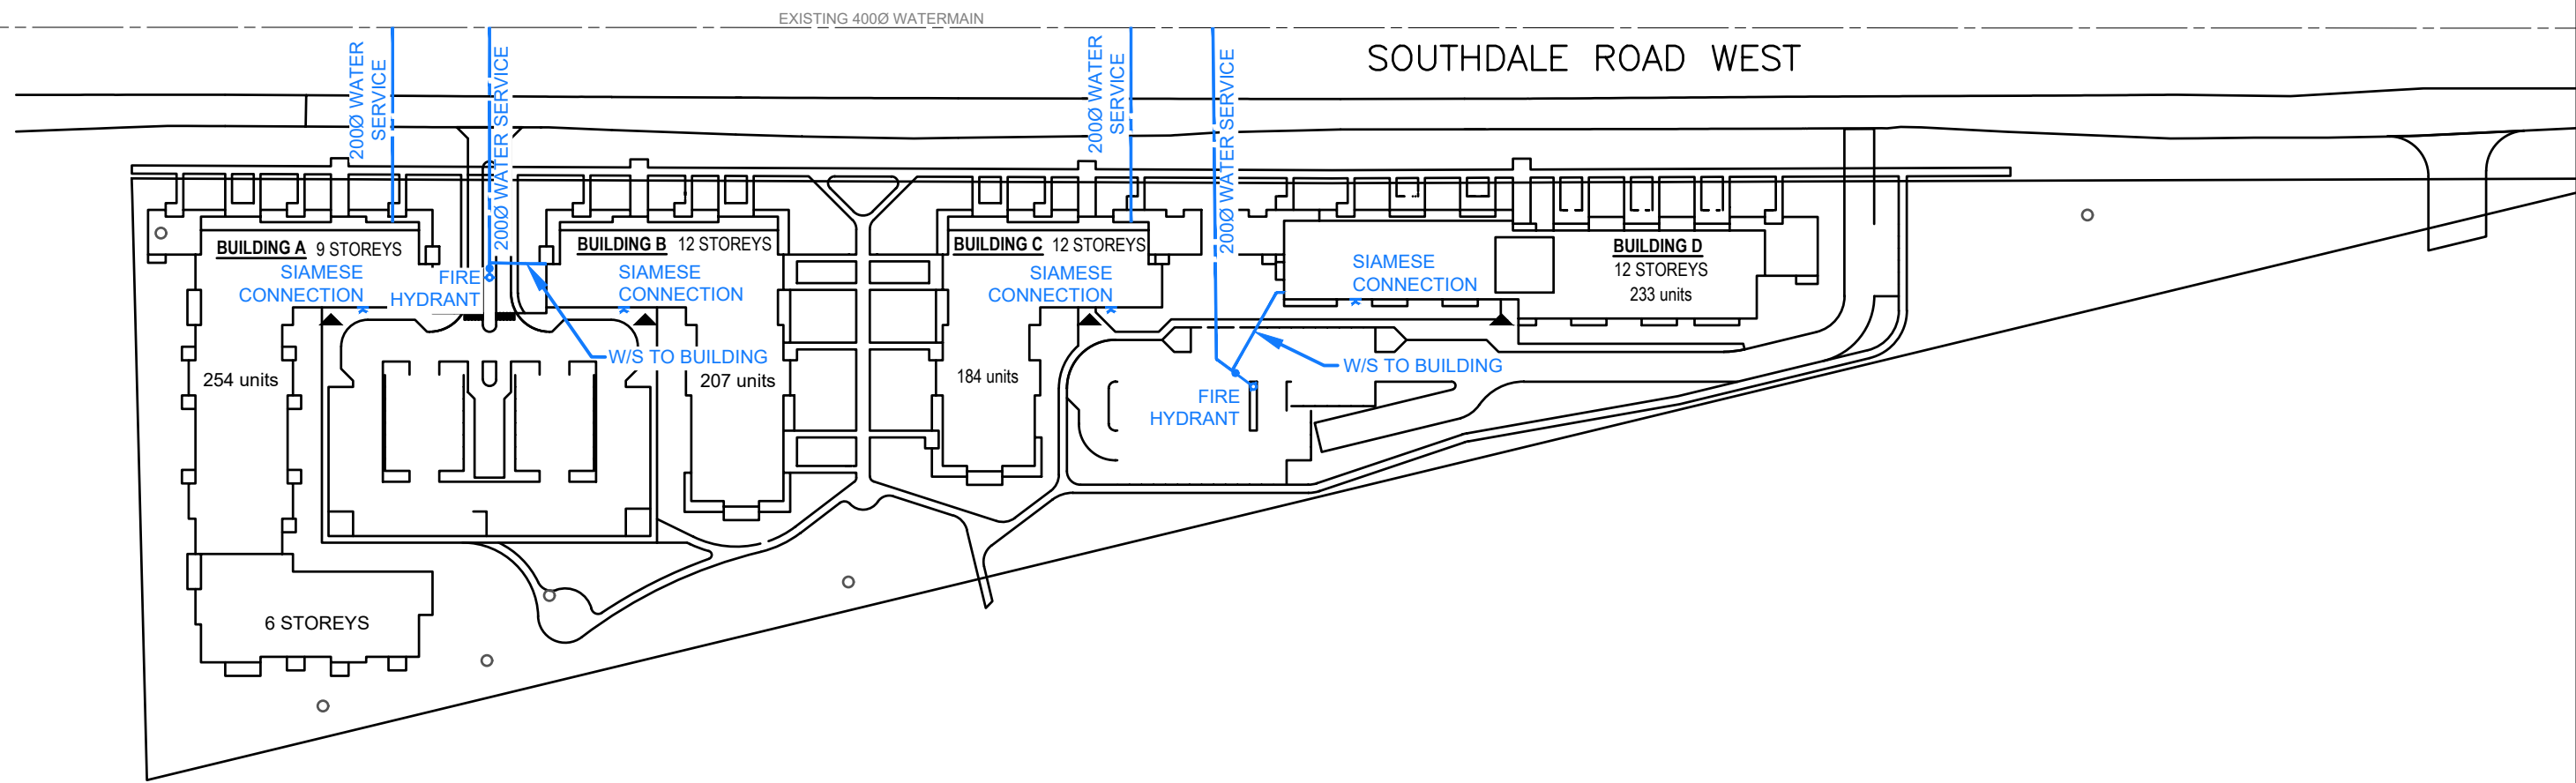 EXISTING 400Ø WATERMAIN
SOUTHDALE ROAD WEST
200Ø WATER
SERVICE
200Ø WATER SERVICE
200Ø WATER
SERVICE
200Ø WATER SERVICE
BUILDING A 9 STOREYS
SIAMESE
CONNECTION
FIRE
HYDRANT
BUILDING B 12 STOREYS
SIAMESE
CONNECTION
BUILDING C 12 STOREYS
SIAMESE
CONNECTION
SIAMESE
CONNECTION
BUILDING D
12 STOREYS
233 units
W/S TO BUILDING
W/S TO BUILDING
254 units
207 units
184 units
FIRE
HYDRANT
6 STOREYS